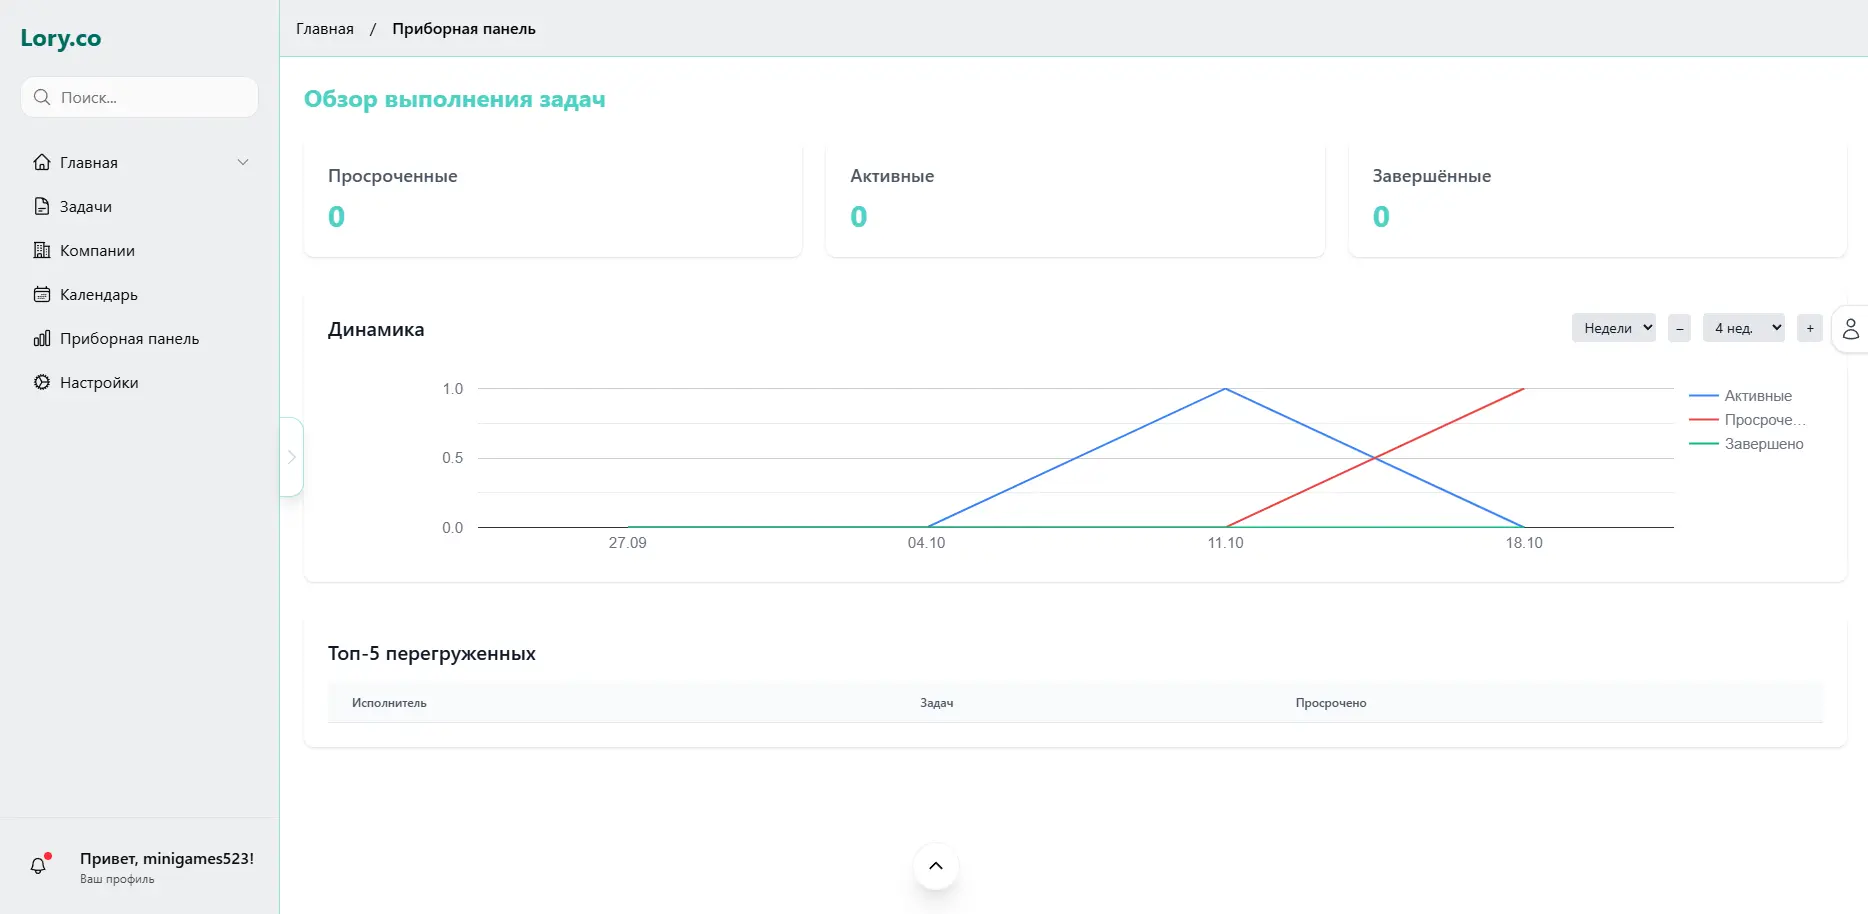 Lory.co
Поиск...
Главная
Задачи
Компании
Календарь
Приборная панель
Настройки
Привет, minigames523!
Ваш профиль
Главная / Приборная панель
Обзор выполнения задач
Просроченные
0
Активные
0
Завершённые
0
Динамика
Недели – 4 нед. +
1.0
0.5
0.0
27.09 04.10 11.10 18.10
Активные
Просроче...
Завершено
Топ-5 перегруженных
Исполнитель Задач Просрочено